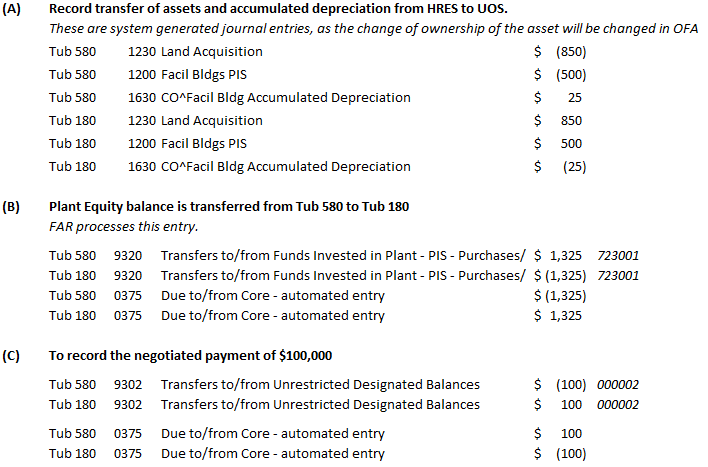 (A) Record transfer of assets and accumulated depreciation from HRES to UOS.
These are system generated journal entries, as the change of ownership of the asset will be changed in OFA
Tub 580 1230 Land Acquisition $ (850)
Tub 580 1200 Facil Bldgs PIS $ (500)
Tub 580 1630 CO^Facil Bldg Accumulated Depreciation $ 25
Tub 180 1230 Land Acquisition $ 850
Tub 180 1200 Facil Bldgs PIS $ 500
Tub 180 1630 CO^Facil Bldg Accumulated Depreciation $ (25)
(B) Plant Equity balance is transferred from Tub 580 to Tub 180
FAR processes this entry.
Tub 580 9320 Transfers to/from Funds Invested in Plant - PIS - Purchases/ $ 1,325 723001
Tub 180 9320 Transfers to/from Funds Invested in Plant - PIS - Purchases/ $ (1,325) 723001
Tub 580 0375 Due to/from Core - automated entry $ (1,325)
Tub 180 0375 Due to/from Core - automated entry $ 1,325
(C) To record the negotiated payment of $100,000
Tub 580 9302 Transfers to/from Unrestricted Designated Balances $ (100) 000002
Tub 180 9302 Transfers to/from Unrestricted Designated Balances $ 100 000002
Tub 580 0375 Due to/from Core - automated entry $ 100
Tub 180 0375 Due to/from Core - automated entry $ (100)